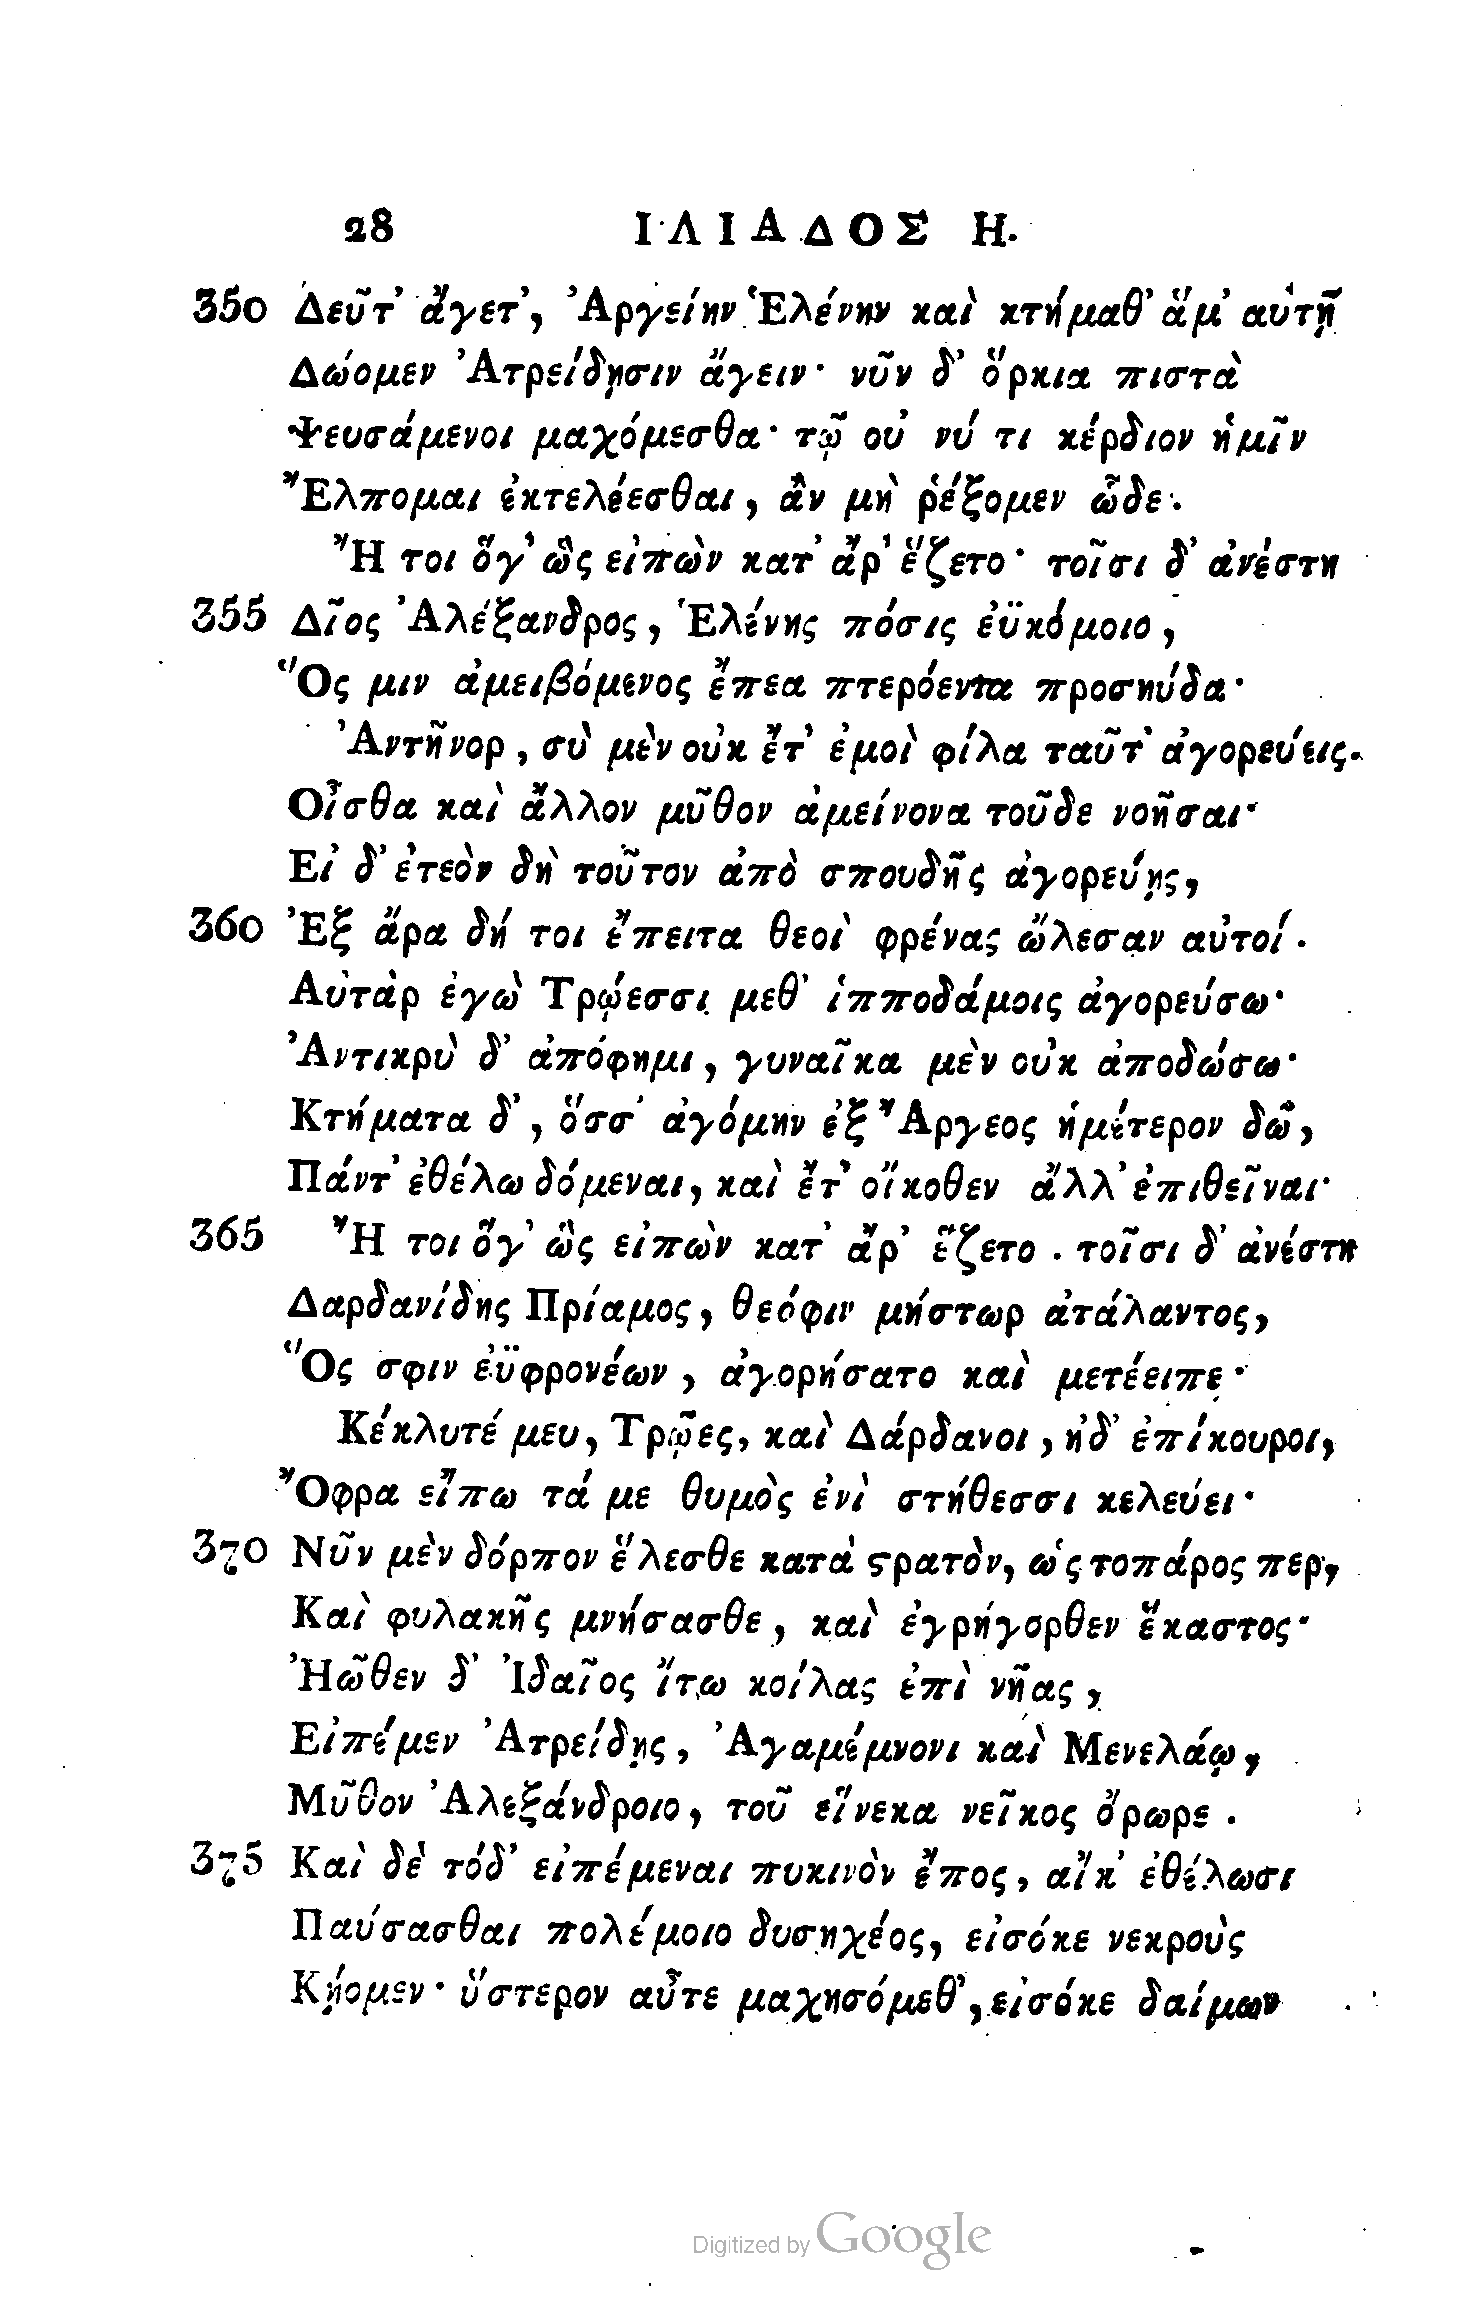 28 ΙΛΙΑΔΟΣ Η.
350 Δεῦτ' ἄγετ', Ἀργείην Ἑλένην καὶ κτήμαθ' ἅμ' αὐτῇ
Δώομεν Ἀτρείδῃσιν ἄγειν· νῦν δ' ὅρκια πιστὰ
Ψευσάμενοι μαχόμεσθα· τῷ οὐ νύ τι κέρδιον ἡμῖν
Ἔλπομαι ἐκτελέεσθαι, ἂν μὴ ῥέξομεν ὧδε.
Ἤ τοι ὅγ' ὣς εἰπὼν κατ' ἄρ' ἕζετο· τοῖσι δ' ἀνέστη
355 Δῖος Ἀλέξανδρος, Ἑλένης πόσις ἐϋκόμοιο,
Ὅς μιν ἀμειβόμενος ἔπεα πτερόεντα προσηύδα·
Ἀντῆνορ, σὺ μὲν οὐκ ἔτ' ἐμοὶ φίλα ταῦτ' ἀγορεύεις.
Οἶσθα καὶ ἄλλον μῦθον ἀμείνονα τοῦδε νοῆσαι·
Εἰ δ' ἐτεὸν δὴ τοῦτον ἀπὸ σπουδῆς ἀγορεύῃς,
360 Ἐξ ἄρα δή τοι ἔπειτα θεοὶ φρένας ὤλεσαν αὐτοί.
Αὐτὰρ ἐγὼ Τρῴεσσι μεθ' ἱπποδάμοις ἀγορεύσω·
Ἀντικρὺ δ' ἀπόφημι, γυναῖκα μὲν οὐκ ἀποδώσω·
Κτήματα δ', ὅσσ' ἀγόμην ἐξ Ἄργεος ἡμέτερον δῶ,
Πάντ' ἐθέλω δόμεναι, καὶ ἔτ' οἴκοθεν ἄλλ' ἐπιθεῖναι·
365 Ἤ τοι ὅγ' ὣς εἰπὼν κατ' ἄρ' ἕζετο. τοῖσι δ' ἀνέστη
Δαρδανίδης Πρίαμος, θεόφιν μήστωρ ἀτάλαντος,
Ὅς σφιν ἐϋφρονέων, ἀγορήσατο καὶ μετέειπε·
Κέκλυτέ μευ, Τρῷες, καὶ Δάρδανοι, ἠδ' ἐπίκουροι,
Ὄφρα εἴπω τά με θυμὸς ἐνὶ στήθεσσι κελεύει·
370 Νῦν μὲν δόρπον ἕλεσθε κατὰ ϛρατὸν, ὡς τοπάρος περ,
Καὶ φυλακῆς μνήσασθε, καὶ ἐγρήγορθεν ἕκαστος·
Ἠῶθεν δ' Ἰδαῖος ἴτω κοίλας ἐπὶ νῆας,
Εἰπέμεν Ἀτρείδῃς, Ἀγαμέμνονι καὶ Μενελάῳ,
Μῦθον Ἀλεξάνδροιο, τοῦ εἵνεκα νεῖκος ὄρωρε.
375 Καὶ δὲ τόδ' εἰπέμεναι πυκινὸν ἔπος, αἴκ' ἐθέλωσι
Παύσασθαι πολέμοιο δυσηχέος, εἰσόκε νεκροὺς
Κῄομεν· ὕστερον αὖτε μαχησόμεθ', εἰσόκε δαίμων
Digitized by Google